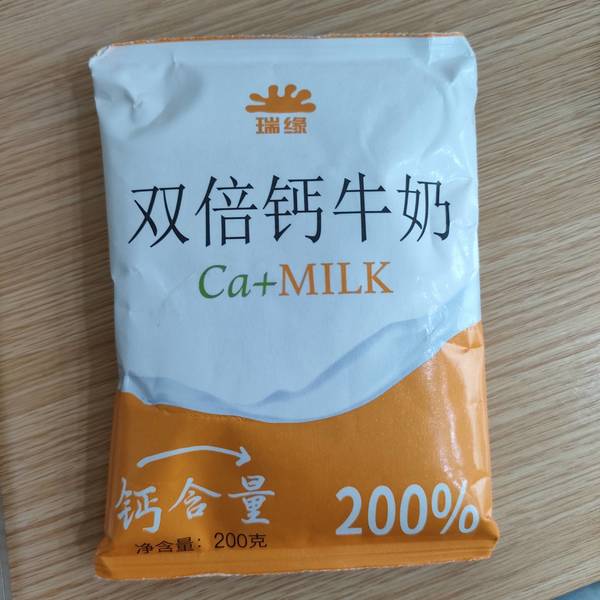 瑞缘
双倍钙牛奶
Ca+MILK
钙含量 200%
净含量：200克